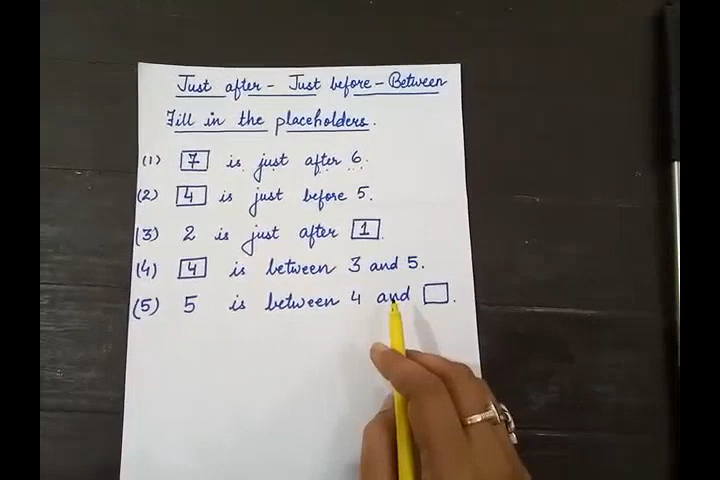 Just after - Just before - Between
Fill in the placeholders.
(1) 7 is just after 6.
(2) 4 is just before 5.
(3) 2 is just after 1.
(4) 4 is between 3 and 5.
(5) 5 is between 4 and .